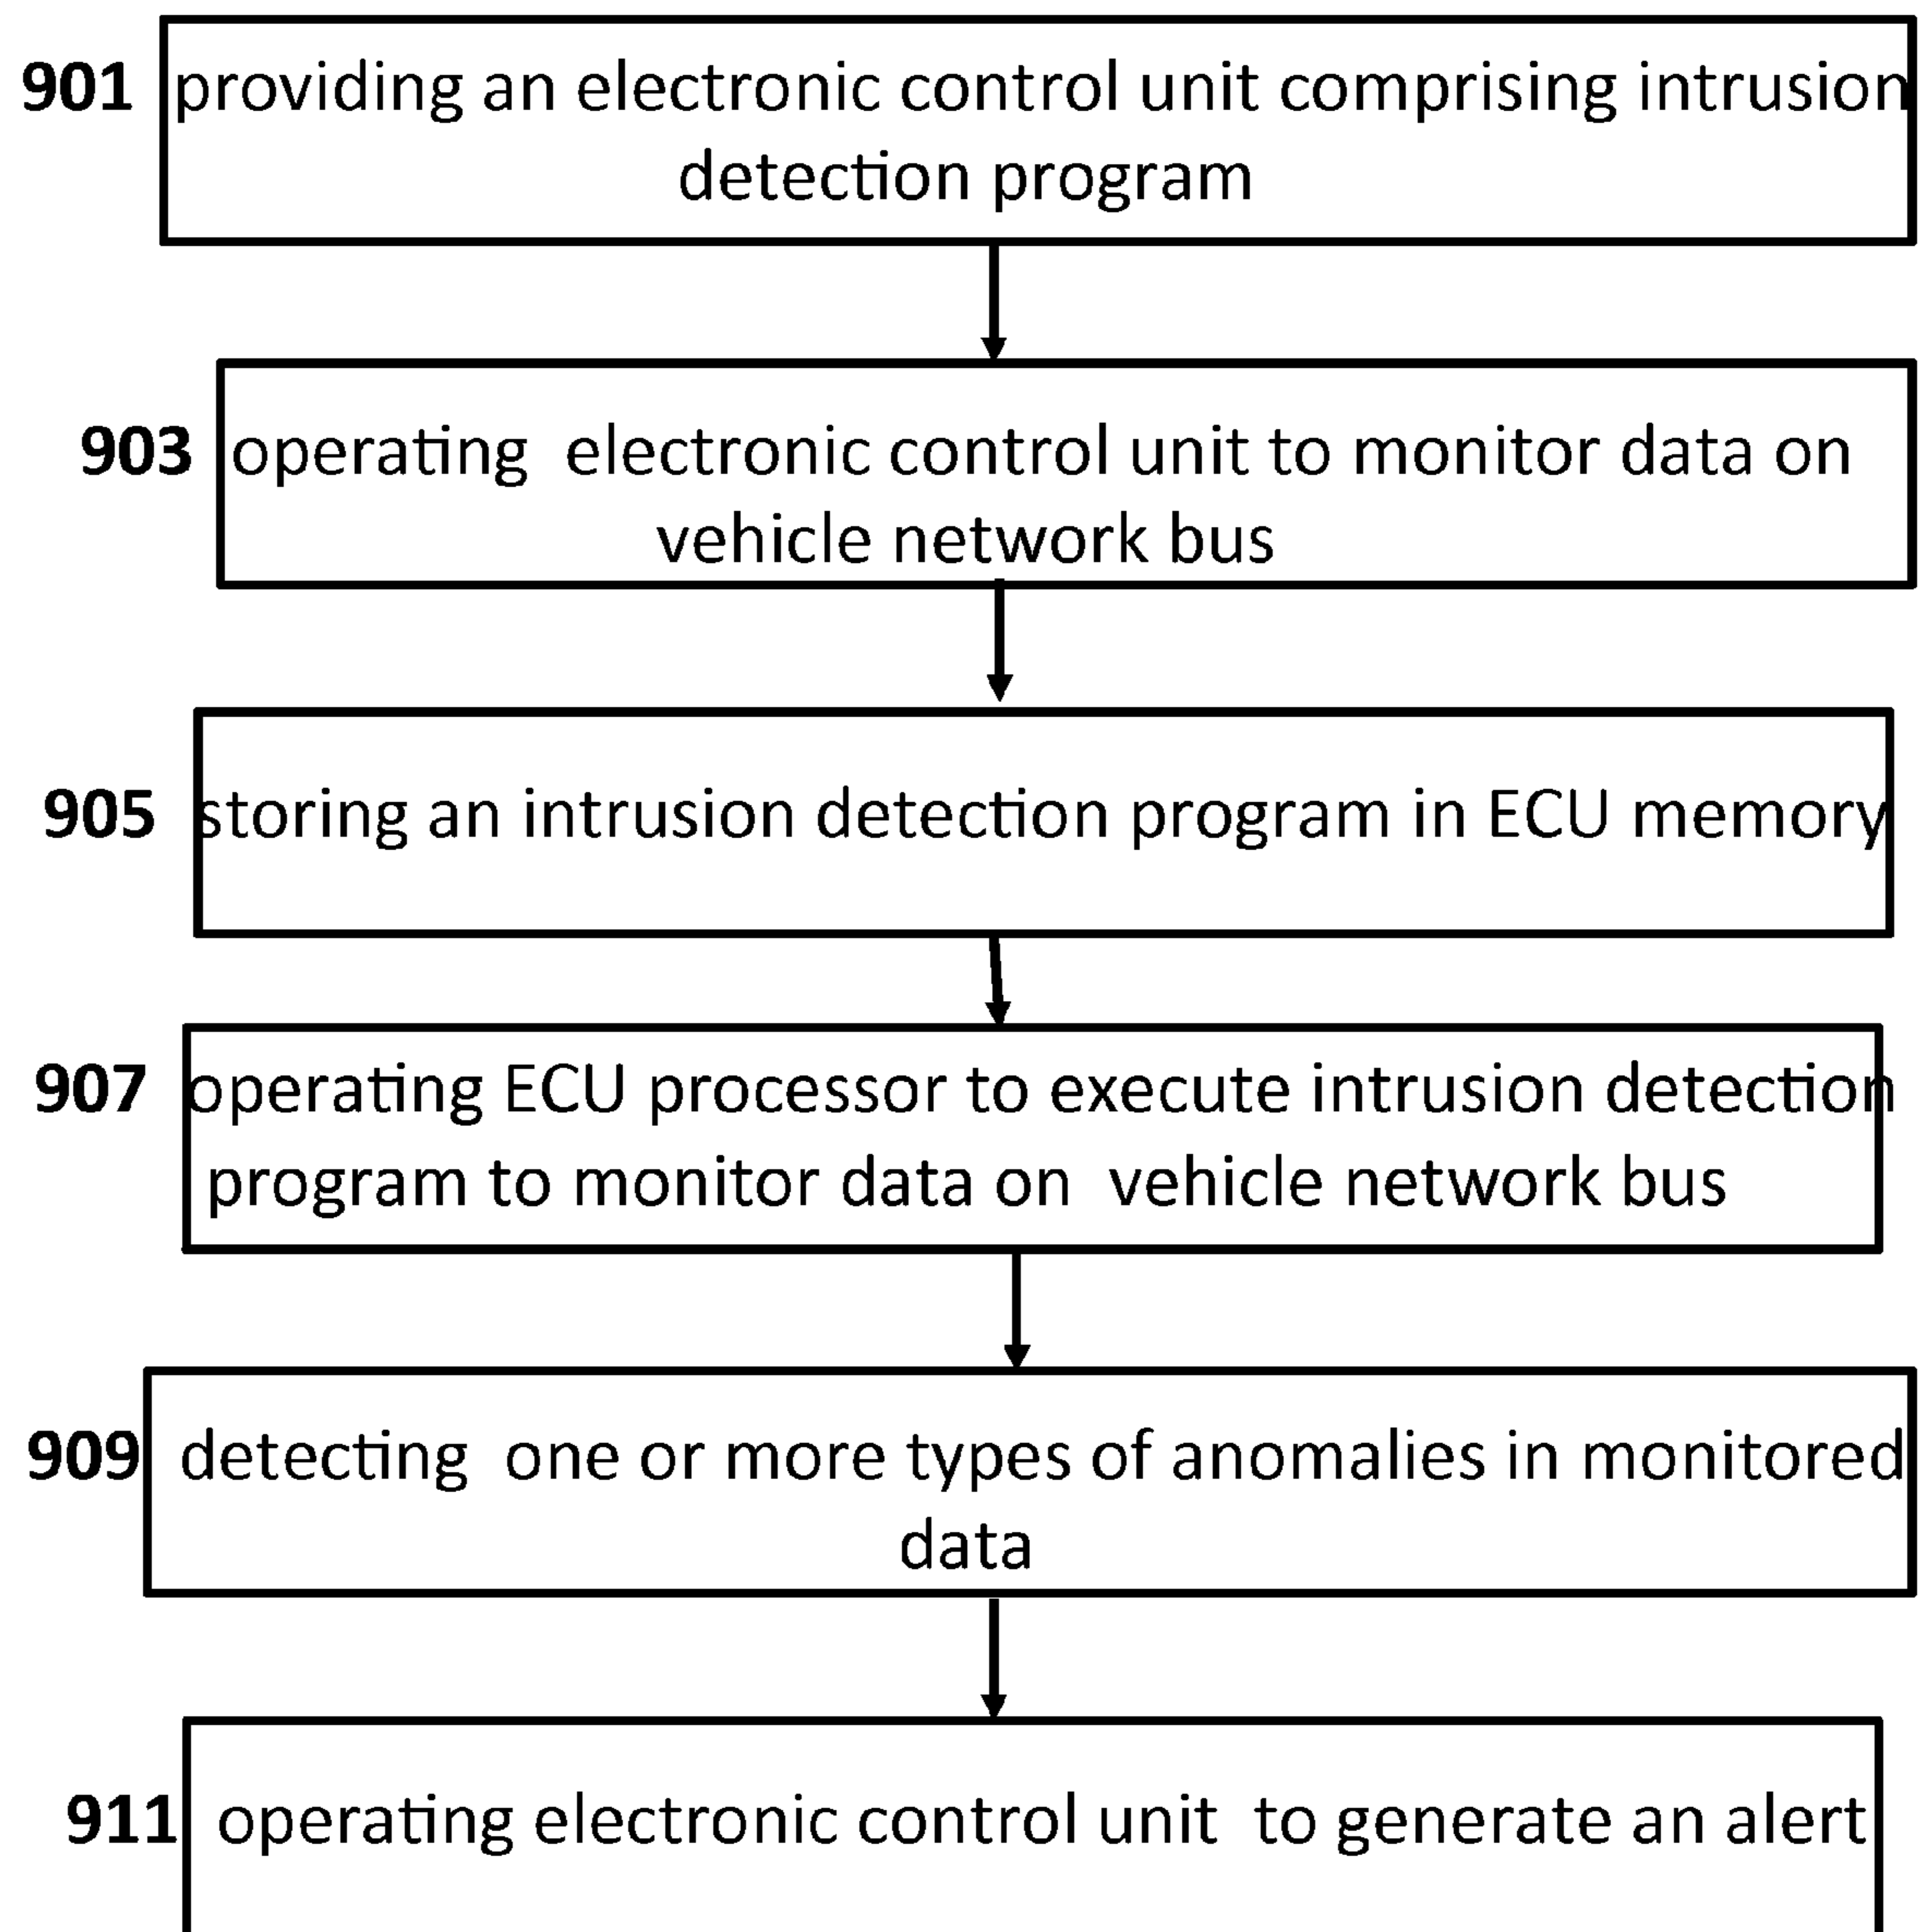 901 providing an electronic control unit comprising intrusion
detection program
903 operating electronic control unit to monitor data on
vehicle network bus
905 storing an intrusion detection program in ECU memory
907 operating ECU processor to execute intrusion detection
program to monitor data on vehicle network bus
909 detecting one or more types of anomalies in monitored
data
911 operating electronic control unit to generate an alert